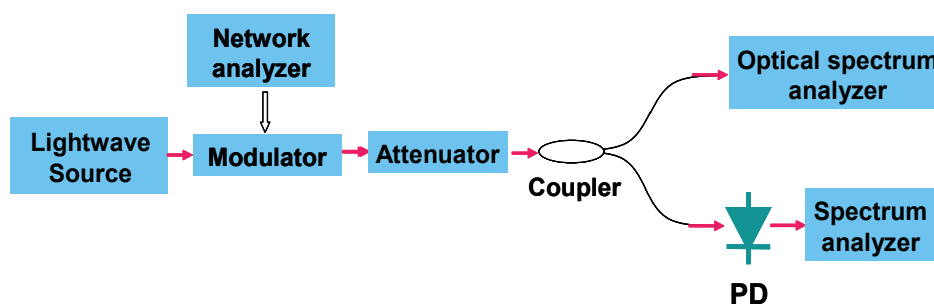 Network
analyzer
Lightwave
Source
Modulator
Attenuator
Coupler
Optical spectrum
analyzer
Spectrum
analyzer
PD